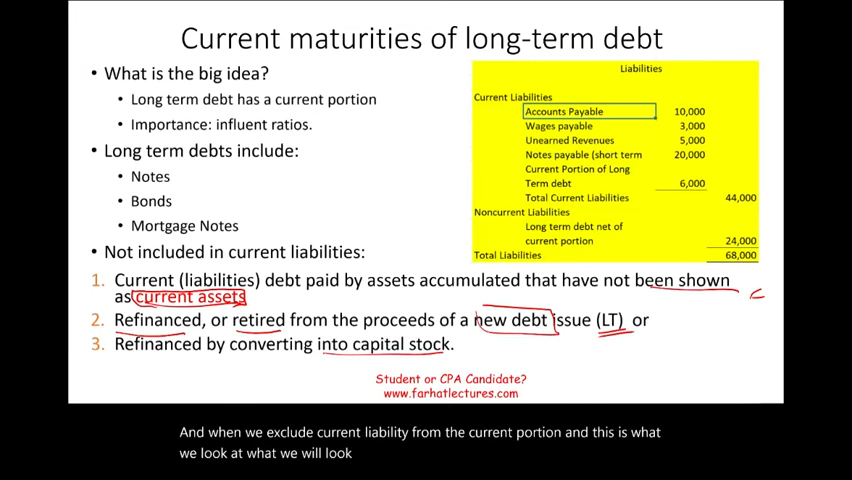 Current maturities of long-term debt
• What is the big idea?
• Long term debt has a current portion
• Importance: influent ratios.
• Long term debts include:
• Notes
• Bonds
• Mortgage Notes
• Not included in current liabilities:
1. Current (liabilities) debt paid by assets accumulated that have not been shown
as current assets
2. Refinanced, or retired from the proceeds of a new debt issue (LT) or
3. Refinanced by converting into capital stock.
Liabilities
Current Liabilities
Accounts Payable 10,000
Wages payable 3,000
Unearned Revenues 5,000
Notes payable (short term 20,000
Current Portion of Long
Term debt 6,000
Total Current Liabilities 44,000
Noncurrent Liabilities
Long term debt net of
current portion 24,000
Total Liabilities 68,000
Student or CPA Candidate?
www.farhatlectures.com
And when we exclude current liability from the current portion and this is what
we look at what we will look